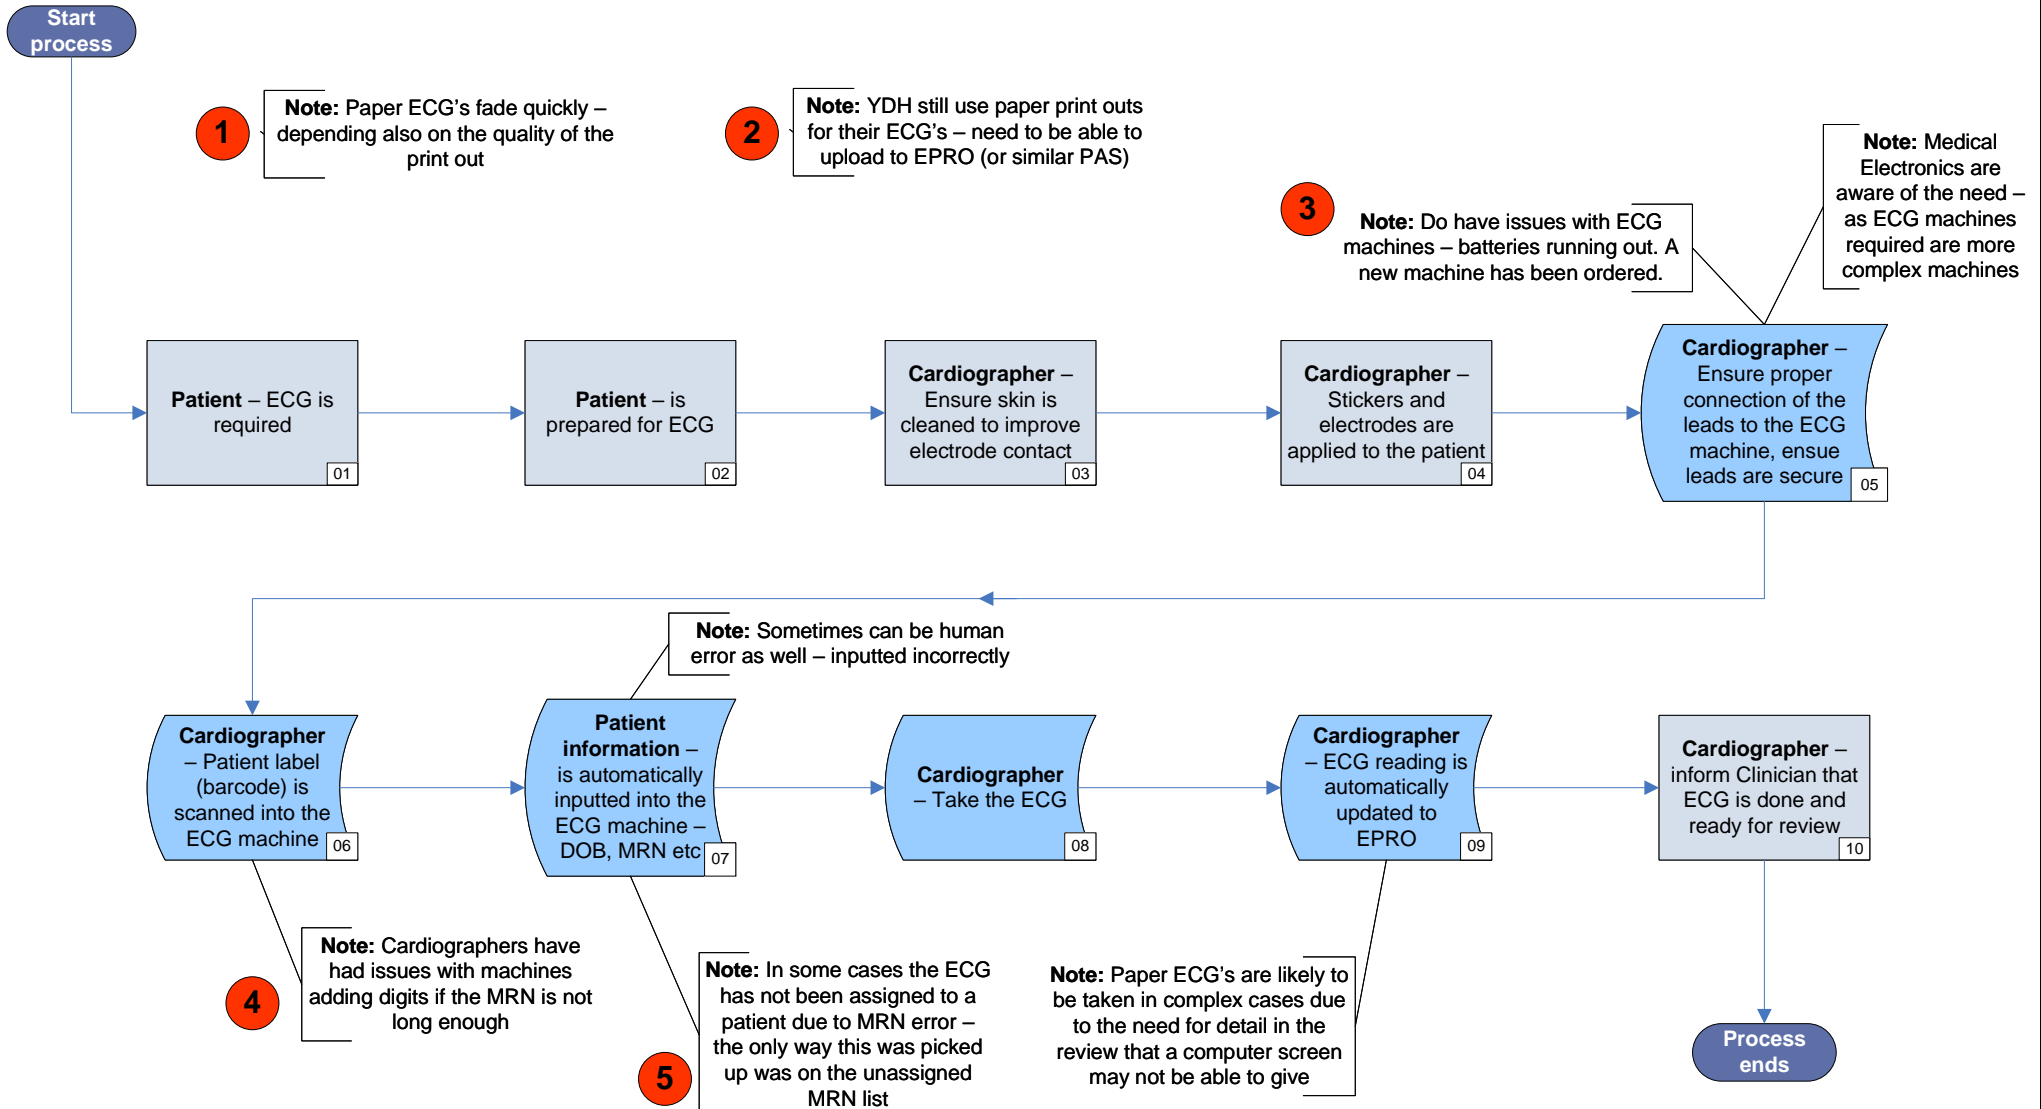 Start
process
1
Note: Paper ECG's fade quickly –
depending also on the quality of the
print out
2
Note: YDH still use paper print outs
for their ECG's – need to be able to
upload to EPRO (or similar PAS)
3
Note: Do have issues with ECG
machines – batteries running out. A
new machine has been ordered.
Note: Medical
Electronics are
aware of the need –
as ECG machines
required are more
complex machines
Patient – ECG is
required
01
Patient – is
prepared for ECG
02
Cardiographer –
Ensure skin is
cleaned to improve
electrode contact
03
Cardiographer –
Stickers and
electrodes are
applied to the patient
04
Cardiographer –
Ensure proper
connection of the
leads to the ECG
machine, ensue
leads are secure
05
Note: Sometimes can be human
error as well – inputted incorrectly
Cardiographer
– Patient label
(barcode) is
scanned into the
ECG machine
06
Patient
information –
is automatically
inputted into the
ECG machine –
DOB, MRN etc
07
Cardiographer
– Take the ECG
08
Cardiographer
– ECG reading is
automatically
updated to
EPRO
09
Cardiographer –
inform Clinician that
ECG is done and
ready for review
10
4
Note: Cardiographers have
had issues with machines
adding digits if the MRN is not
long enough
5
Note: In some cases the ECG
has not been assigned to a
patient due to MRN error –
the only way this was picked
up was on the unassigned
MRN list
Note: Paper ECG's are likely to
be taken in complex cases due
to the need for detail in the
review that a computer screen
may not be able to give
Process
ends